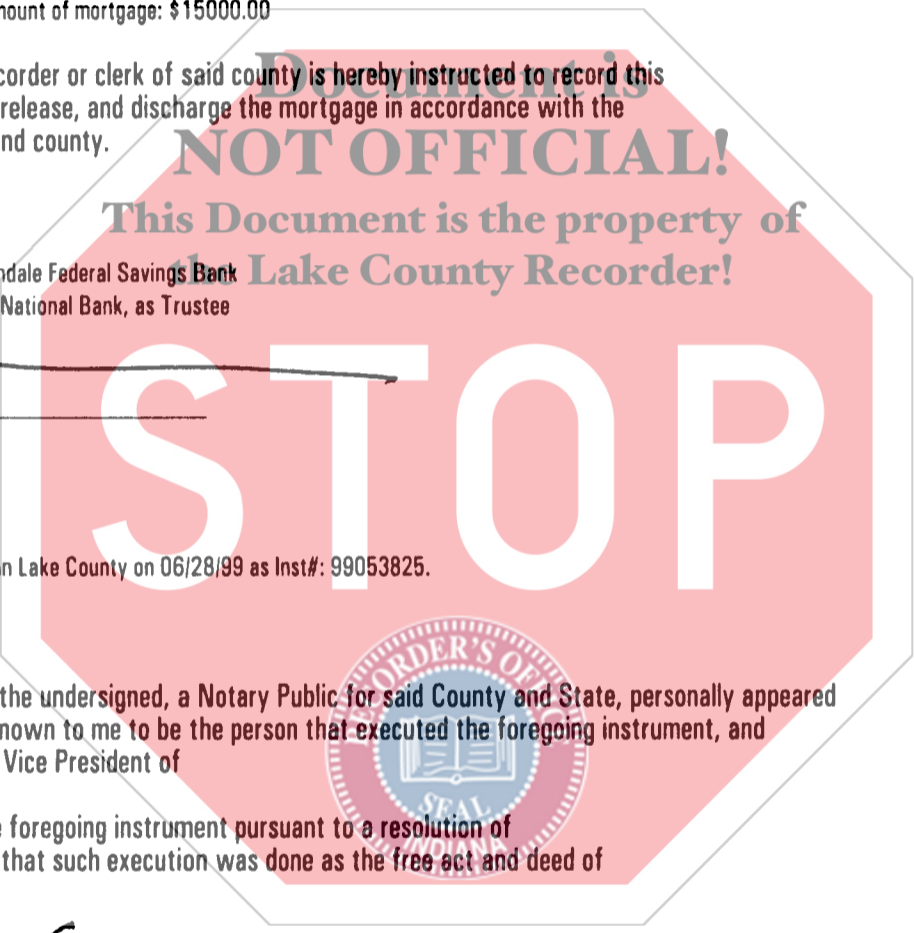 nount of mortgage: $15000.00
Document is
corder or clerk of said county is hereby instructed to record this
release, and discharge the mortgage in accordance with the
nd county.
NOT OFFICIAL!
This Document is the property of
the Lake County Recorder!
ndale Federal Savings Bank
National Bank, as Trustee
STOP
n Lake County on 06/28/99 as Inst#: 99053825.
RECORDER'S OFFICE
the undersigned, a Notary Public for said County and State, personally appeared
nown to me to be the person that executed the foregoing instrument, and
Vice President of
SEAL
INDIANA
e foregoing instrument pursuant to a resolution of
that such execution was done as the free act and deed of